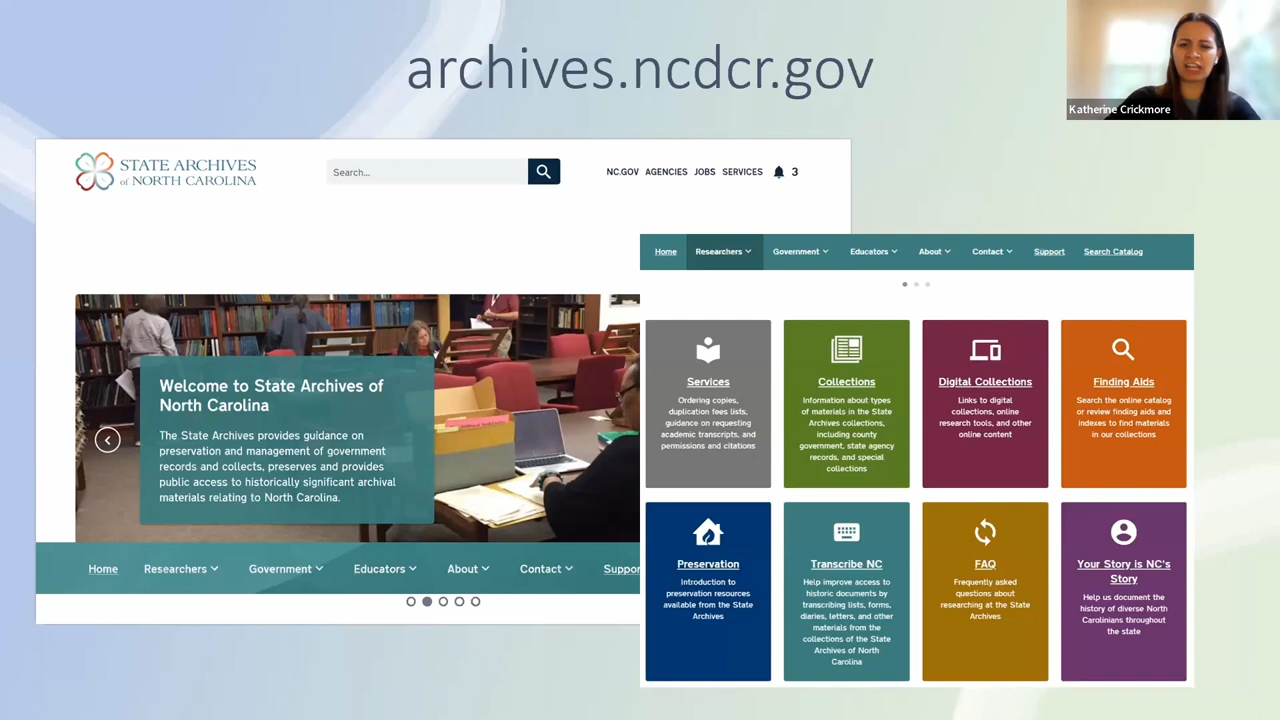 archives.ncdcr.gov
Katherine Crickmore
STATE ARCHIVES
of NORTH CAROLINA
Search...
NC.GOV AGENCIES JOBS SERVICES 3
Welcome to State Archives of
North Carolina
The State Archives provides guidance on
preservation and management of government
records and collects, preserves and provides
public access to historically significant archival
materials relating to North Carolina.
Home Researchers Government Educators About Contact Suppor
Home Researchers Government Educators About Contact Support Search Catalog
Services
Ordering copies,
duplication fees lists,
guidance on requesting
academic transcripts, and
permissions and citations
Collections
Information about types
of materials in the State
Archives collections,
including county
government, state agency
records, and special
collections
Digital Collections
Links to digital
collections, online
research tools, and other
online content
Finding Aids
Search the online catalog
or review finding aids and
indexes to find materials
in our collections
Preservation
Introduction to
preservation resources
available from the State
Archives
Transcribe NC
Help improve access to
historic documents by
transcribing lists, forms,
diaries, letters, and other
materials from the
collections of the State
Archives of North
Carolina
FAQ
Frequently asked
questions about
researching at the State
Archives
Your Story is NC's
Story
Help us document the
history of diverse North
Carolinians throughout
the state